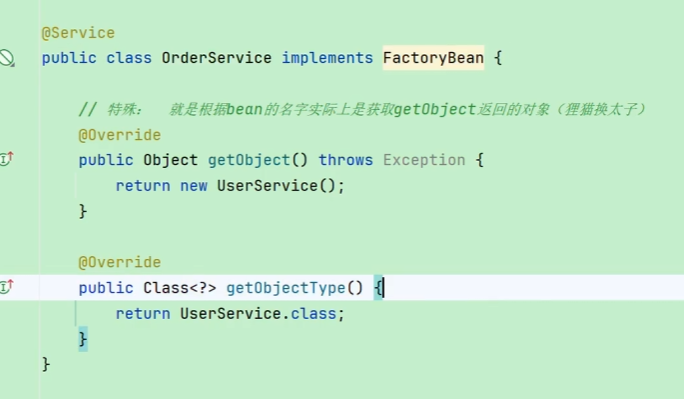 @Service
public class OrderService implements FactoryBean {
// 特殊：  就是根据bean的名字实际上是获取getObject返回的对象（狸猫换太子）
@Override
public Object getObject() throws Exception {
return new UserService();
}
@Override
public Class<?> getObjectType() {
return UserService.class;
}
}